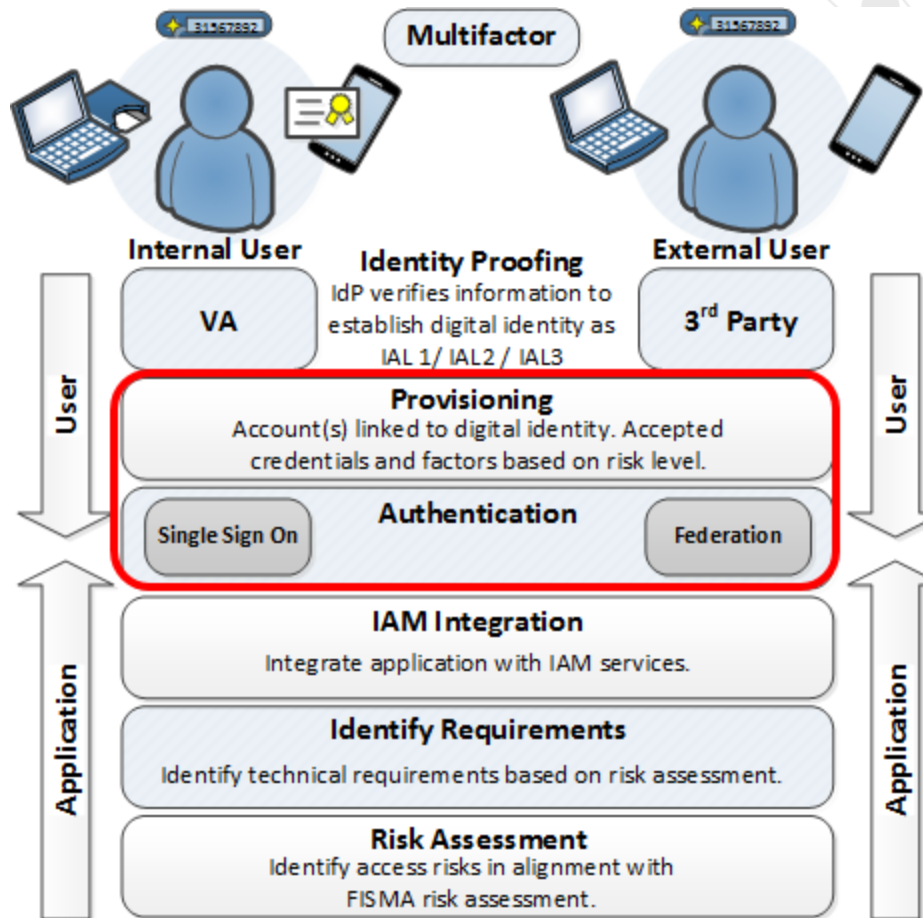 31567892
Multifactor
31567892
Internal User
External User
Identity Proofing
IdP verifies information to
establish digital identity as
IAL 1/ IAL2 / IAL3
VA
3rd Party
User
User
Provisioning
Account(s) linked to digital identity. Accepted
credentials and factors based on risk level.
Authentication
Single Sign On
Federation
Application
Application
IAM Integration
Integrate application with IAM services.
Identify Requirements
Identify technical requirements based on risk assessment.
Risk Assessment
Identify access risks in alignment with
FISMA risk assessment.